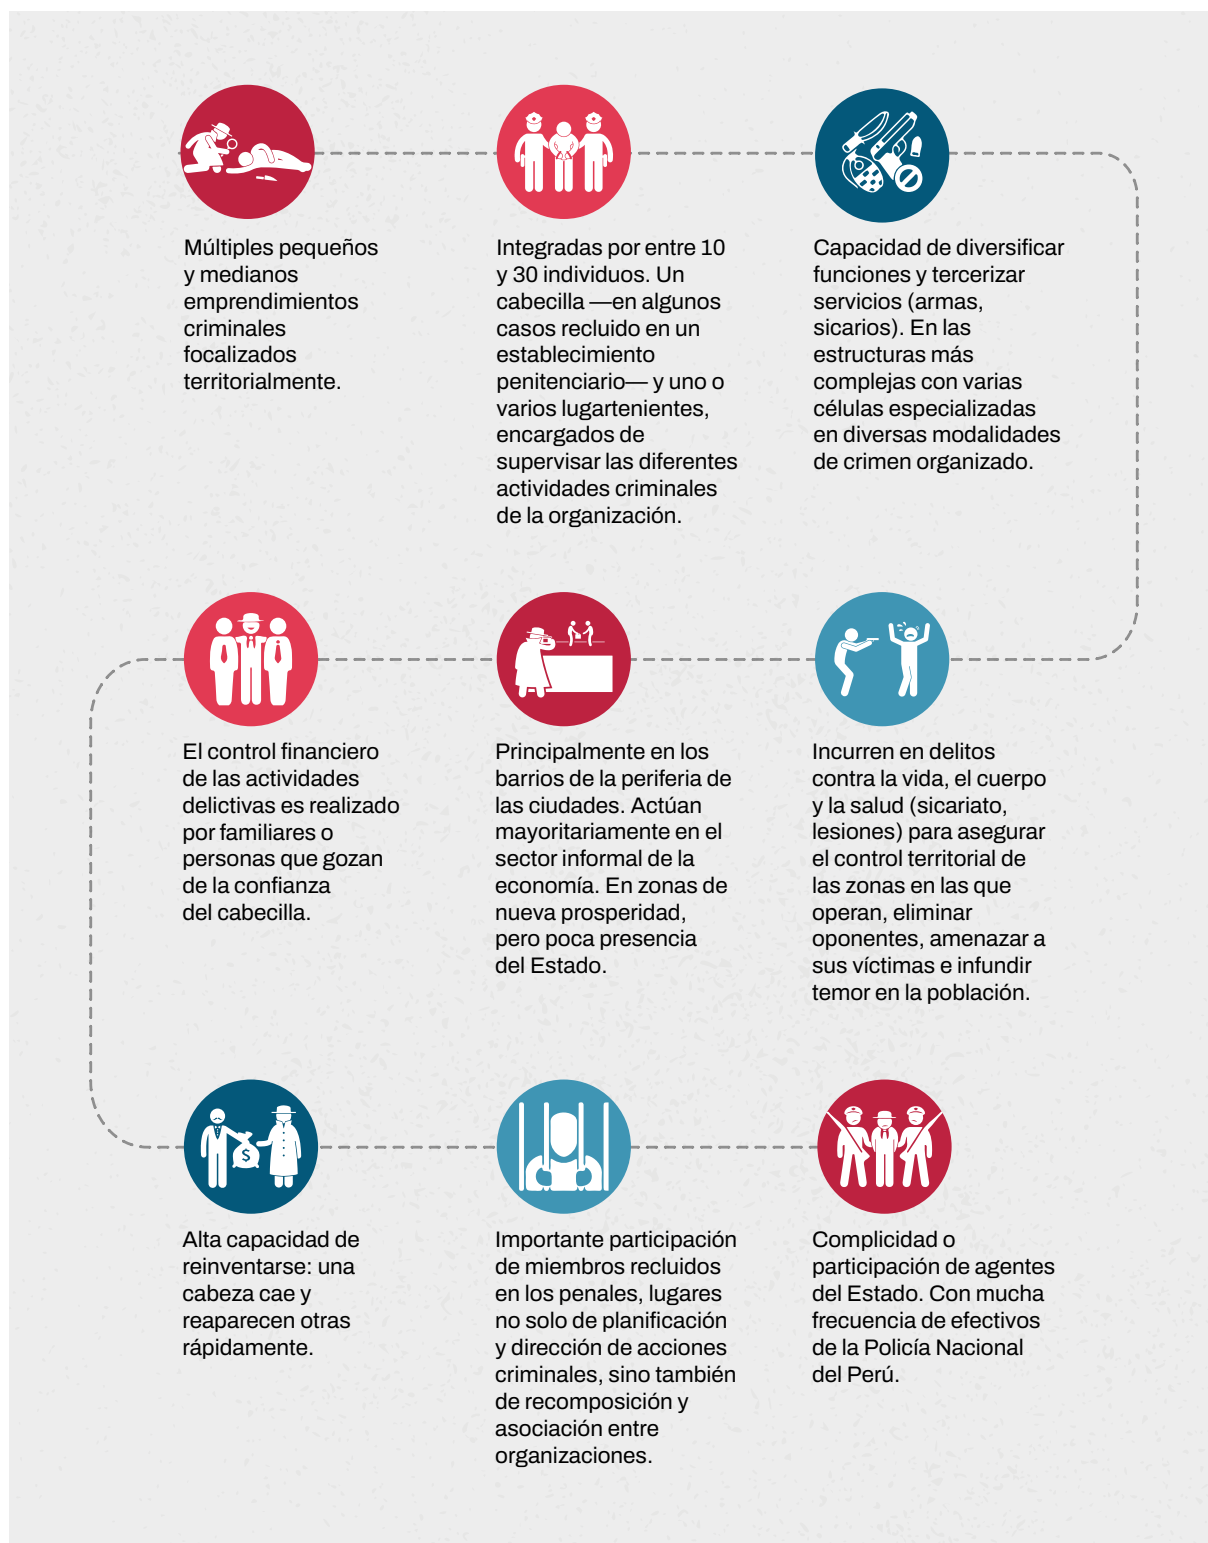 Múltiples pequeños
y medianos
emprendimientos
criminales
focalizados
territorialmente.
Integradas por entre 10
y 30 individuos. Un
cabecilla —en algunos
casos recluido en un
establecimiento
penitenciario— y uno o
varios lugartenientes,
encargados de
supervisar las diferentes
actividades criminales
de la organización.
Capacidad de diversificar
funciones y tercerizar
servicios (armas,
sicarios). En las
estructuras más
complejas con varias
células especializadas
en diversas modalidades
de crimen organizado.
Incurren en delitos
contra la vida, el cuerpo
y la salud (sicariato,
lesiones) para asegurar
el control territorial de
las zonas en las que
operan, eliminar
oponentes, amenazar a
sus víctimas e infundir
temor en la población.
Principalmente en los
barrios de la periferia de
las ciudades. Actúan
mayoritariamente en el
sector informal de la
economía. En zonas de
nueva prosperidad,
pero poca presencia
del Estado.
El control financiero
de las actividades
delictivas es realizado
por familiares o
personas que gozan
de la confianza
del cabecilla.
$
Alta capacidad de
reinventarse: una
cabeza cae y
reaparecen otras
rápidamente.
Importante participación
de miembros recluidos
en los penales, lugares
no solo de planificación
y dirección de acciones
criminales, sino también
de recomposición y
asociación entre
organizaciones.
Complicidad o
participación de agentes
del Estado. Con mucha
frecuencia de efectivos
de la Policía Nacional
del Perú.